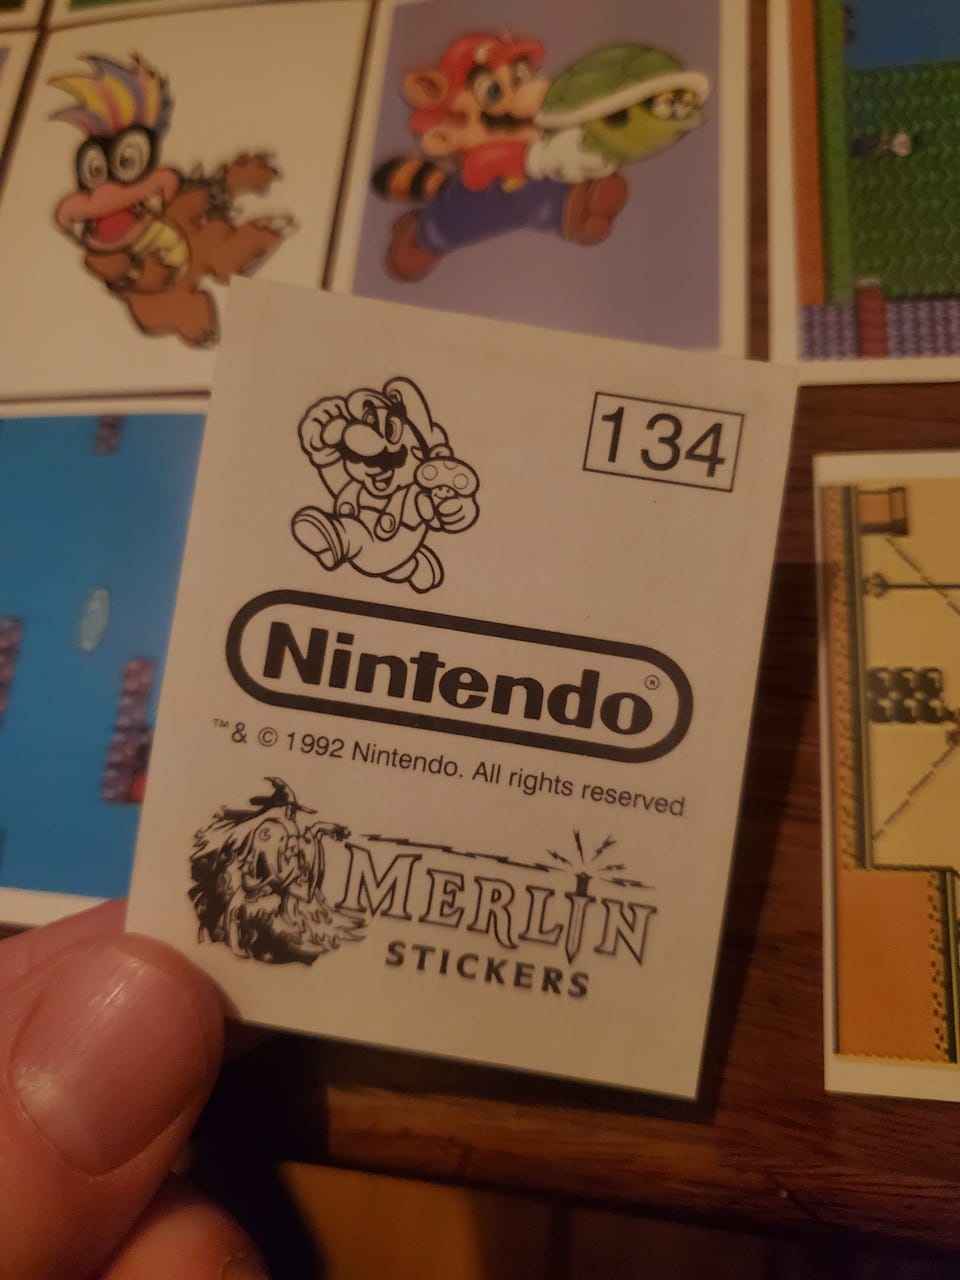 134
Nintendo®
™ & © 1992 Nintendo. All rights reserved
MERLIN
STICKERS